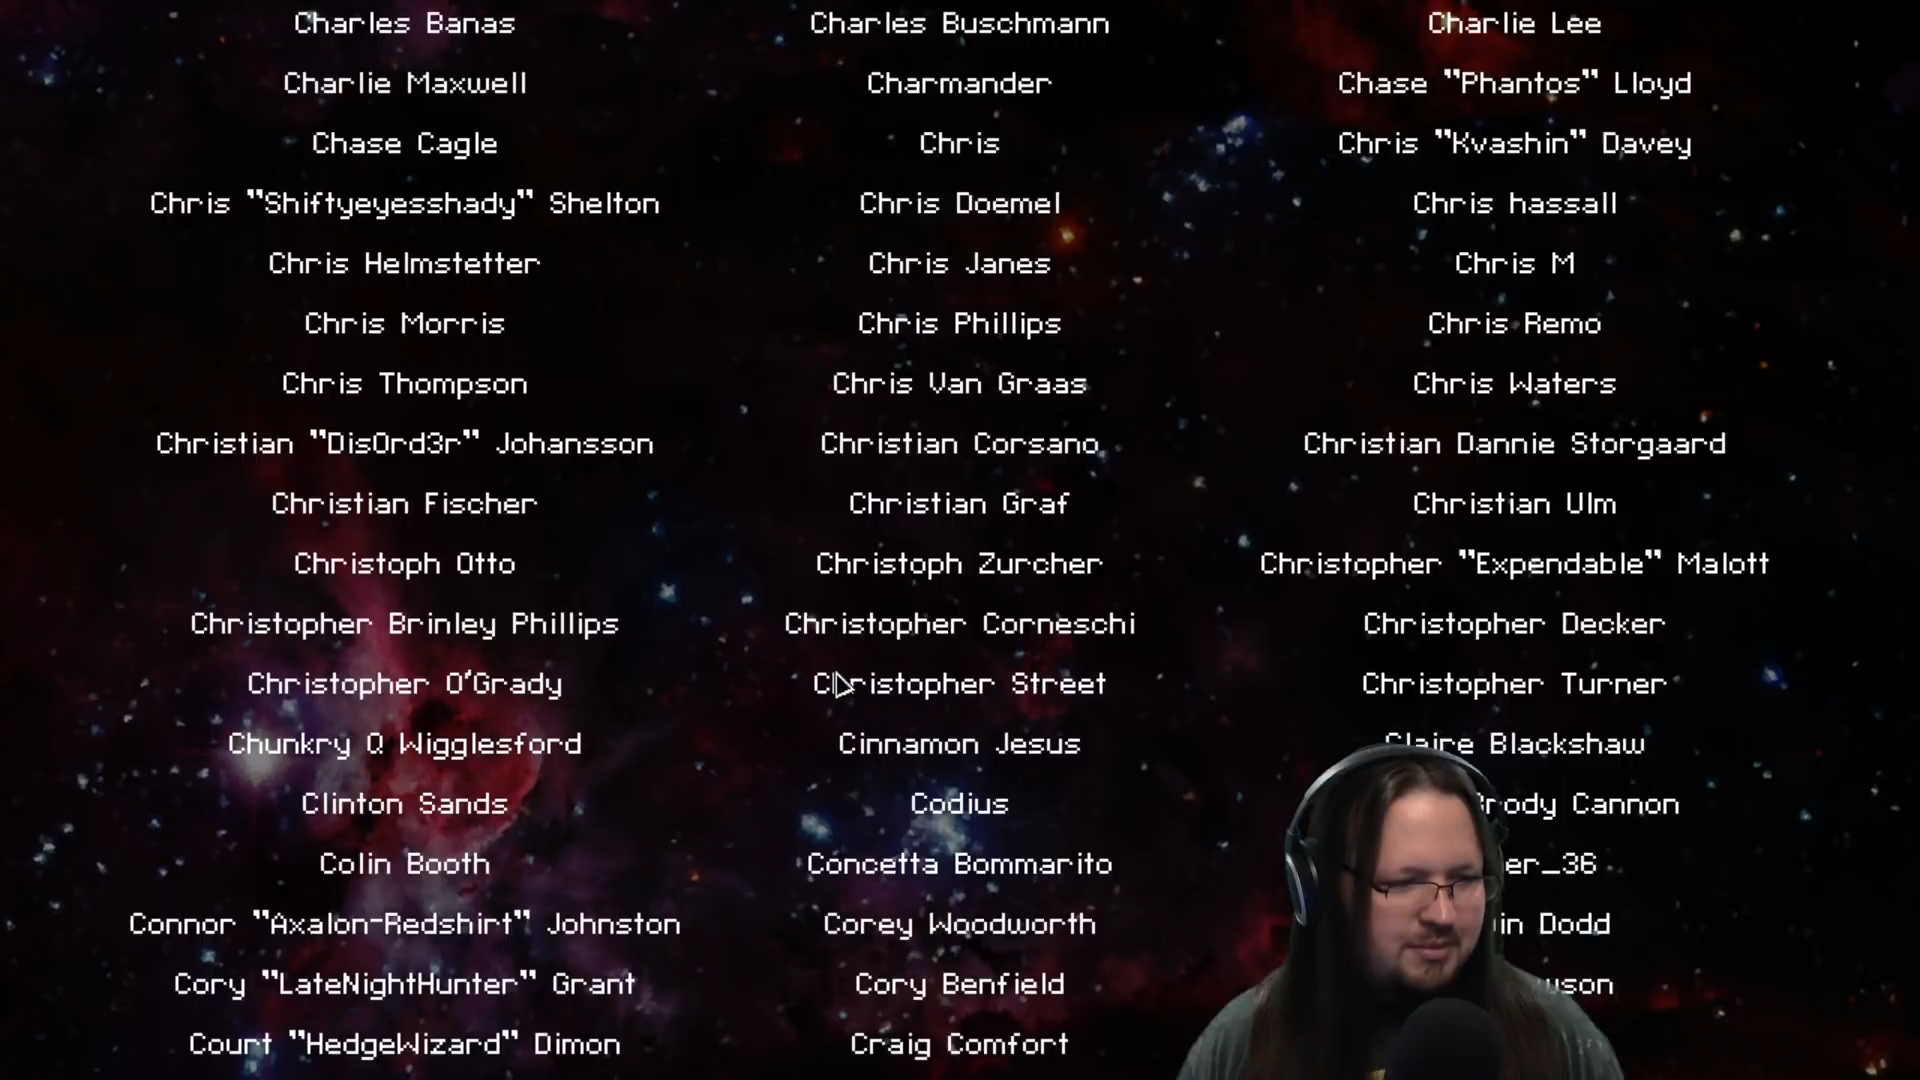 Charles Banas Charles Buschmann Charlie Lee
Charlie Maxwell Charmander Chase "Phantos" Lloyd
Chase Cagle Chris Chris "Kvashin" Davey
Chris "Shiftyeyesshady" Shelton Chris Doemel Chris hassall
Chris Helmstetter Chris Janes Chris M
Chris Morris Chris Phillips Chris Remo
Chris Thompson Chris Van Graas Chris Waters
Christian "Dis0rd3r" Johansson Christian Corsano Christian Dannie Storgaard
Christian Fischer Christian Graf Christian Ulm
Christoph Otto Christoph Zurcher Christopher "Expendable" Malott
Christopher Brinley Phillips Christopher Corneschi Christopher Decker
Christopher O'Grady Christopher Street Christopher Turner
Chunkry Q Wigglesford Cinnamon Jesus Claire Blackshaw
Clinton Sands Codius Cannon
Colin Booth Concetta Bommarito
Connor "Axalon-Redshirt" Johnston Corey Woodworth Dodd
Cory "LateNightHunter" Grant Cory Benfield
Court "HedgeWizard" Dimon Craig Comfort